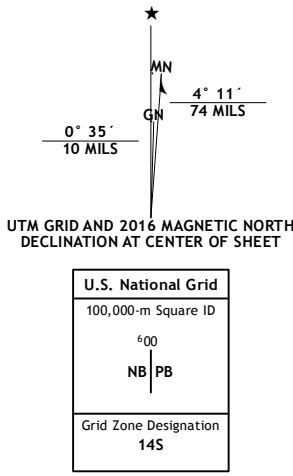 ★
MN
4° 11´
74 MILS
GN
0° 35´
10 MILS
UTM GRID AND 2016 MAGNETIC NORTH
DECLINATION AT CENTER OF SHEET
U.S. National Grid
100,000-m Square ID
⁶00
NB PB
Grid Zone Designation
14S